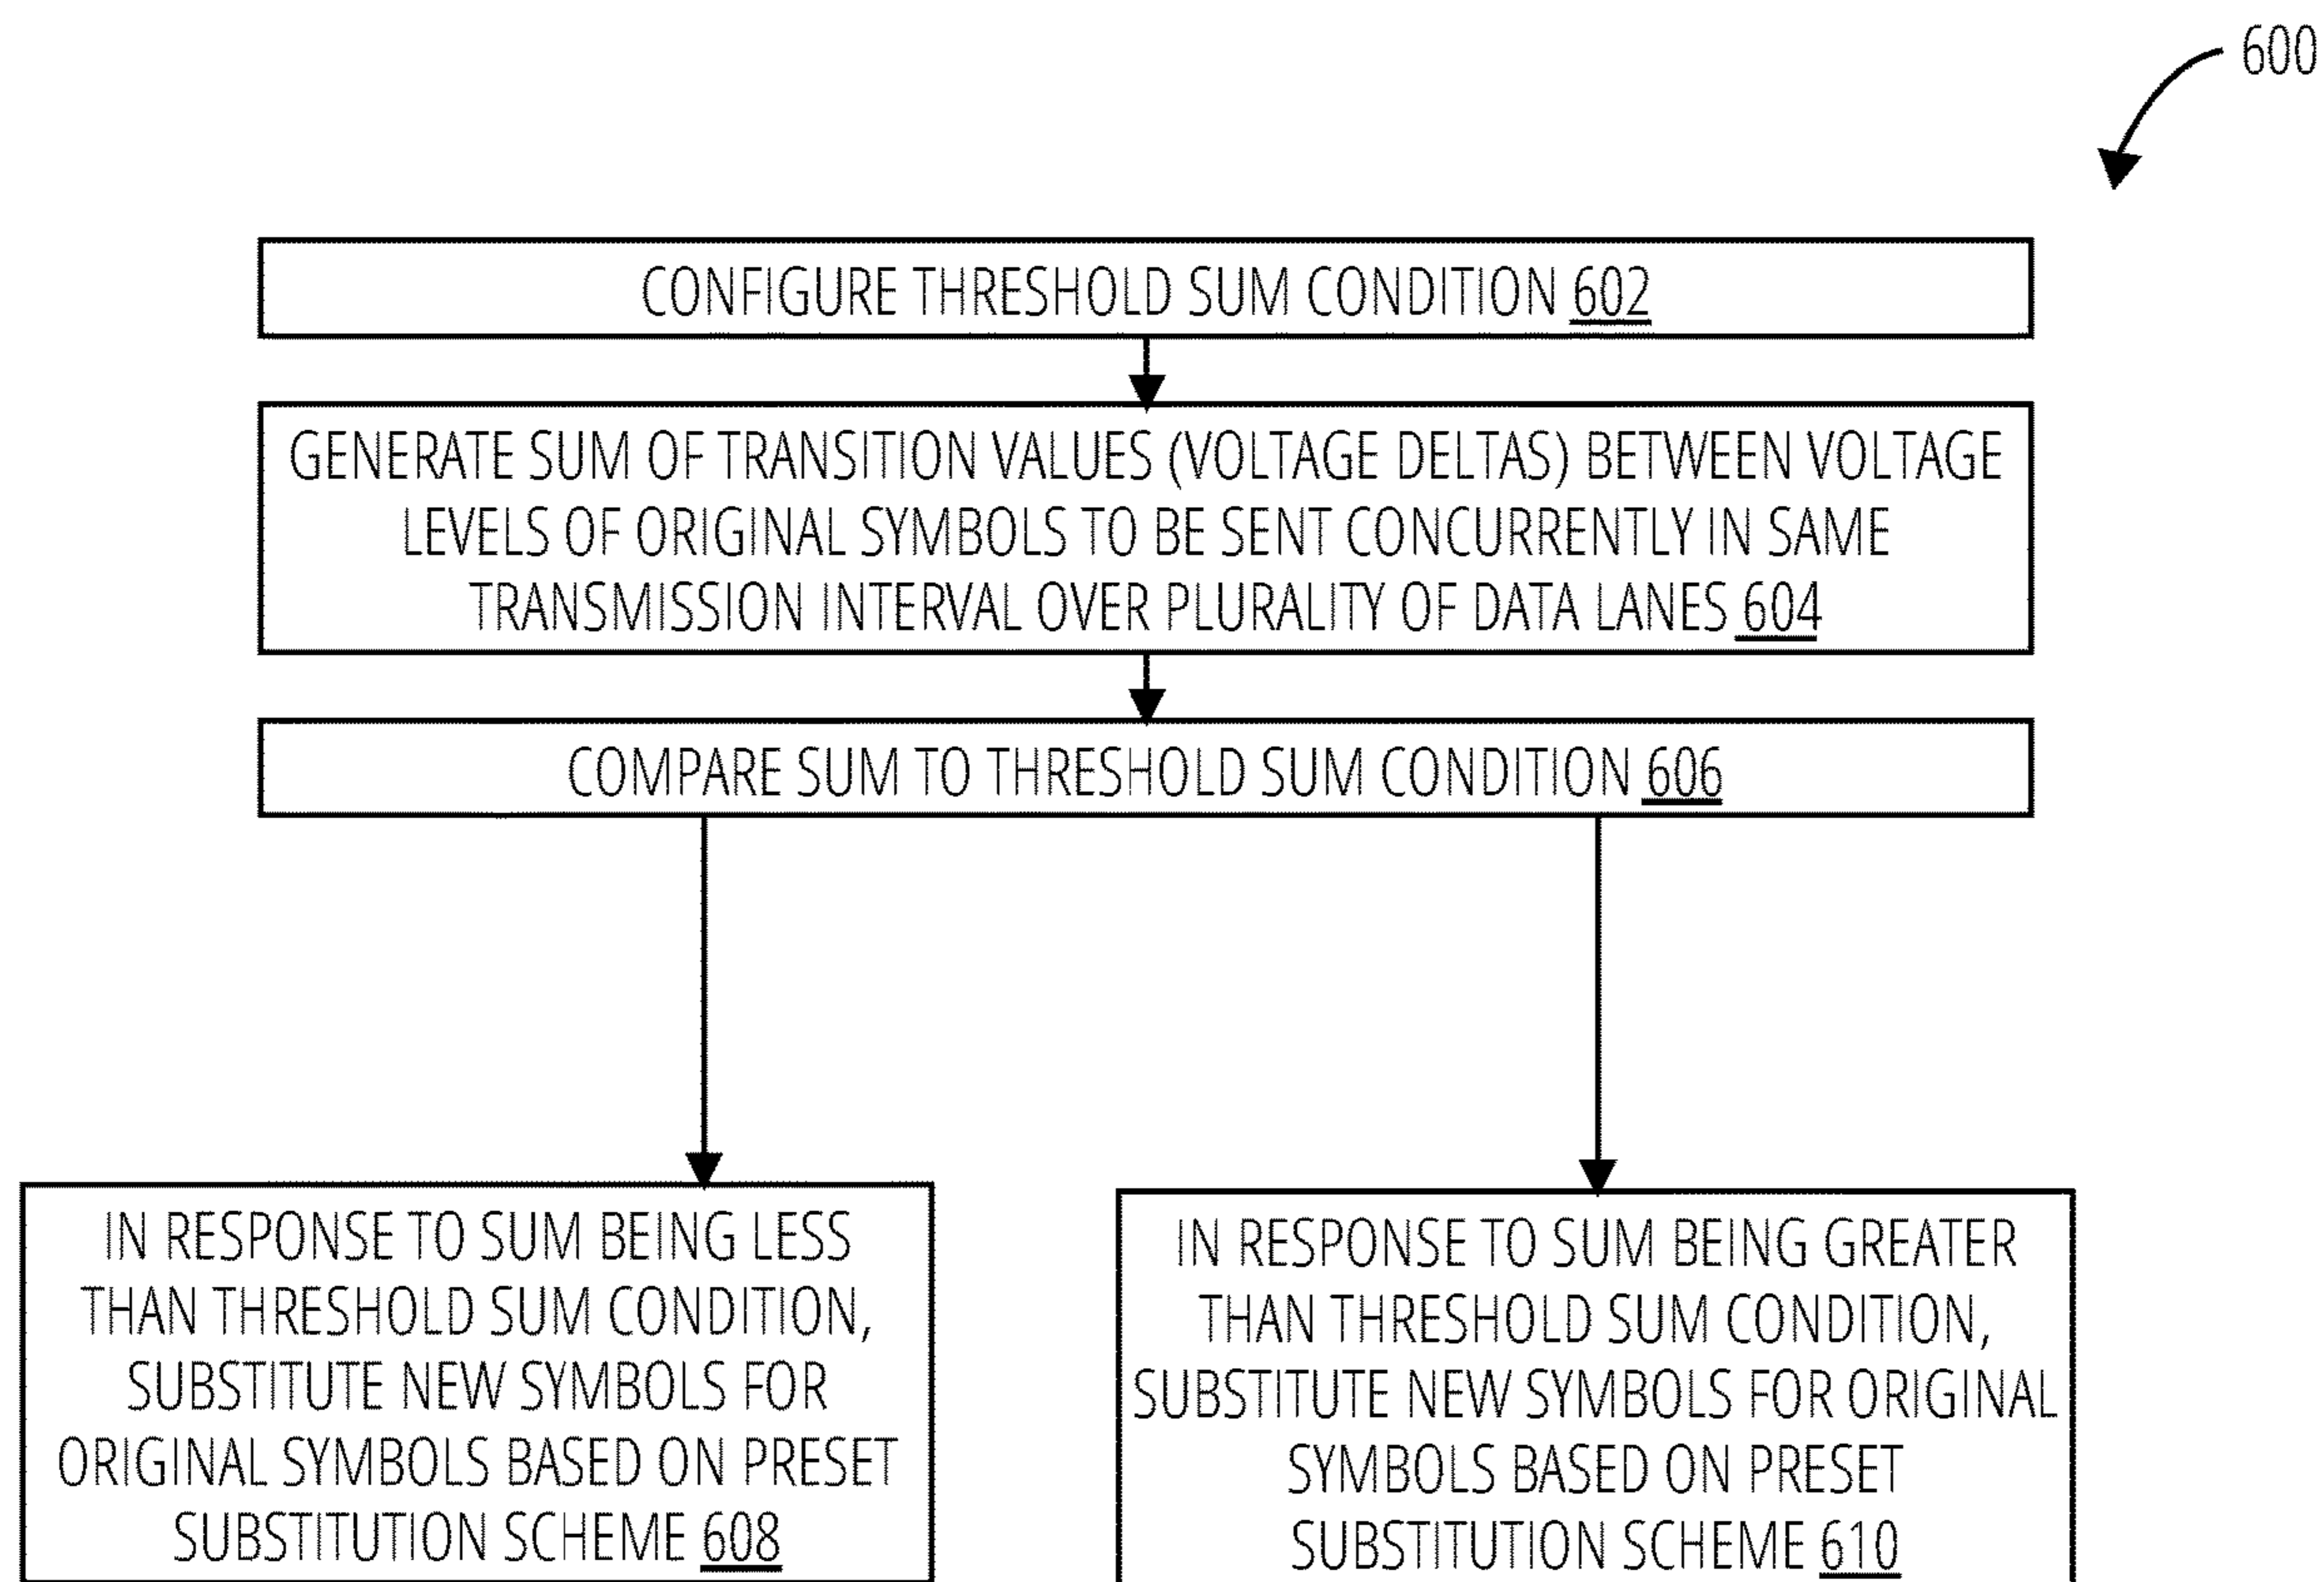 600
CONFIGURE THRESHOLD SUM CONDITION 602
GENERATE SUM OF TRANSITION VALUES (VOLTAGE DELTAS) BETWEEN VOLTAGE
LEVELS OF ORIGINAL SYMBOLS TO BE SENT CONCURRENTLY IN SAME
TRANSMISSION INTERVAL OVER PLURALITY OF DATA LANES 604
COMPARE SUM TO THRESHOLD SUM CONDITION 606
IN RESPONSE TO SUM BEING LESS
THAN THRESHOLD SUM CONDITION,
SUBSTITUTE NEW SYMBOLS FOR
ORIGINAL SYMBOLS BASED ON PRESET
SUBSTITUTION SCHEME 608
IN RESPONSE TO SUM BEING GREATER
THAN THRESHOLD SUM CONDITION,
SUBSTITUTE NEW SYMBOLS FOR ORIGINAL
SYMBOLS BASED ON PRESET
SUBSTITUTION SCHEME 610